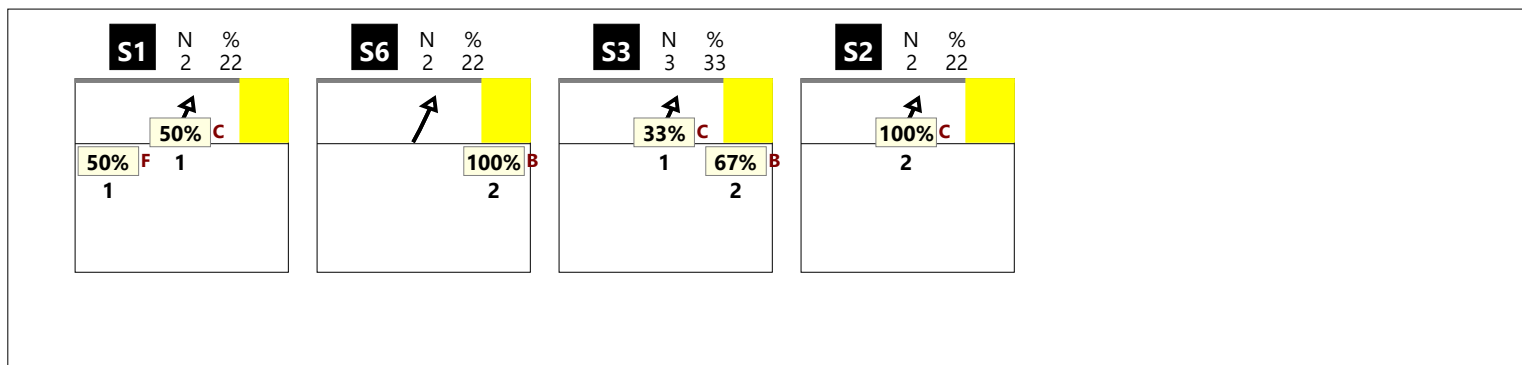 S1 N % 2 22
50% C
1
50% F
1
S6 N % 2 22
100% B
2
S3 N % 3 33
33% C
1
67% B
2
S2 N % 2 22
100% C
2